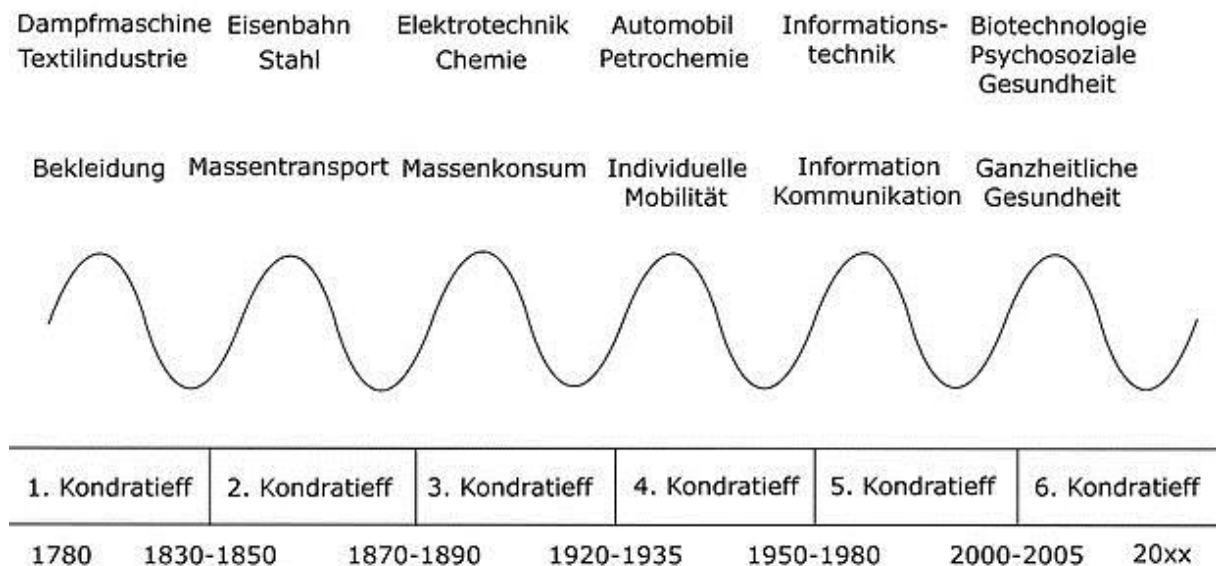 Dampfmaschine Eisenbahn Elektrotechnik Automobil Informations- Biotechnologie
Textilindustrie Stahl Chemie Petrochemie technik Psychosoziale
Gesundheit
Bekleidung Massentransport Massenkonsum Individuelle Information Ganzheitliche
Mobilität Kommunikation Gesundheit
1. Kondratieff 2. Kondratieff 3. Kondratieff 4. Kondratieff 5. Kondratieff 6. Kondratieff
1780 1830-1850 1870-1890 1920-1935 1950-1980 2000-2005 20xx